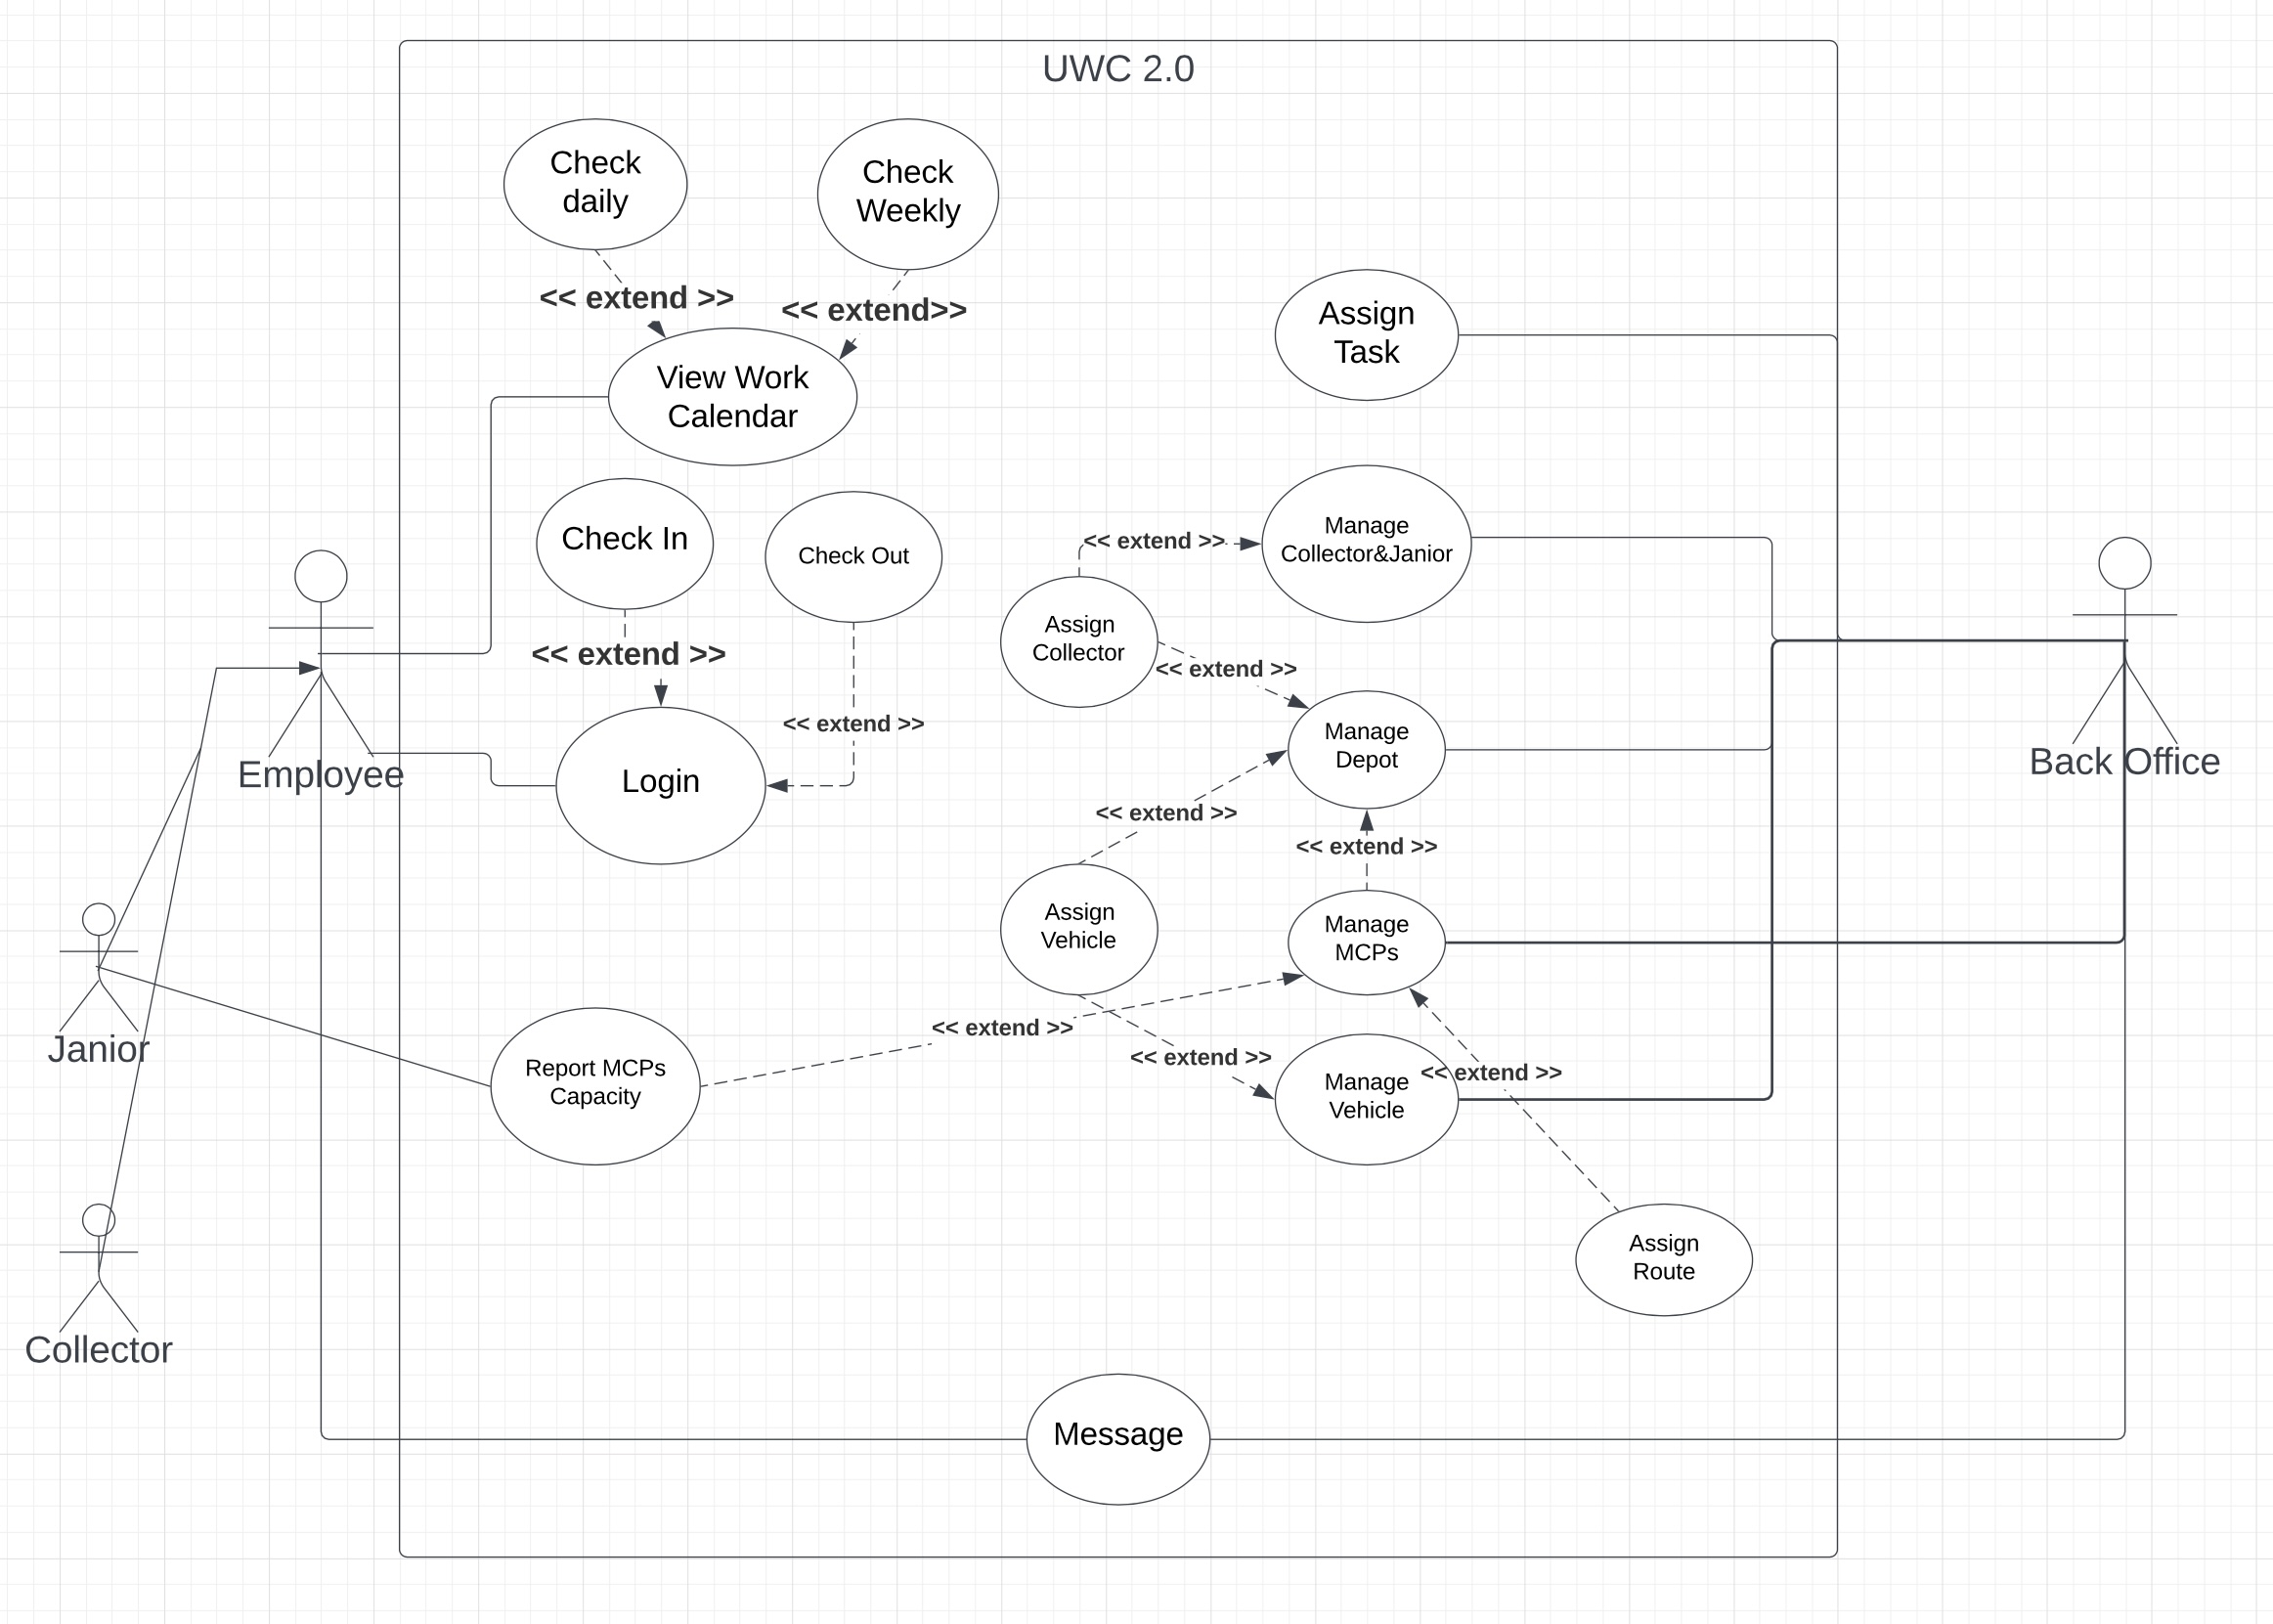 UWC 2.0
Check
daily
Check
Weekly
<< extend >>
<< extend>>
Assign
Task
View Work
Calendar
Check In
Check Out
Manage
Collector&Janior
<< extend >>
Assign
Collector
<< extend >>
<< extend >>
<< extend >>
Manage
Depot
Login
Employee
Back Office
<< extend >>
<< extend >>
Assign
Vehicle
Manage
MCPs
Janior
<< extend >>
<< extend >>
<< extend >>
Report MCPs
Capacity
Manage
Vehicle
Assign
Route
Collector
Message